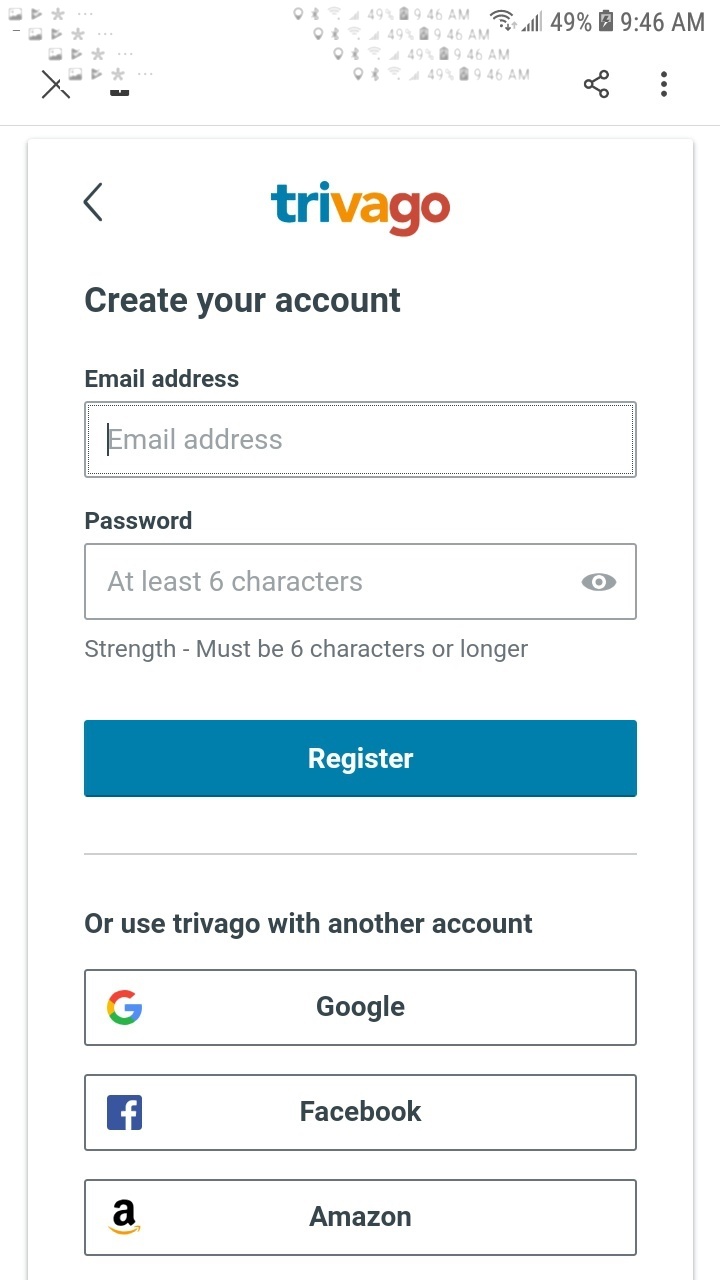 49% 9:46 AM
49% 9 46 AM
49% 9 46 AM
49% 9 46 AM
49% 9 46 AM
trivago
Create your account
Email address
Email address
Password
At least 6 characters
Strength - Must be 6 characters or longer
Register
Or use trivago with another account
Google
Facebook
Amazon